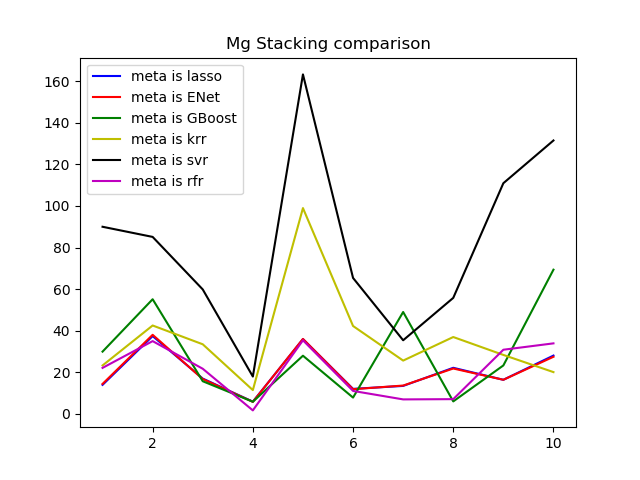 Mg Stacking comparison
meta is lasso
meta is ENet
meta is GBoost
meta is krr
meta is svr
meta is rfr
160
140
120
100
80
60
40
20
0
2 4 6 8 10